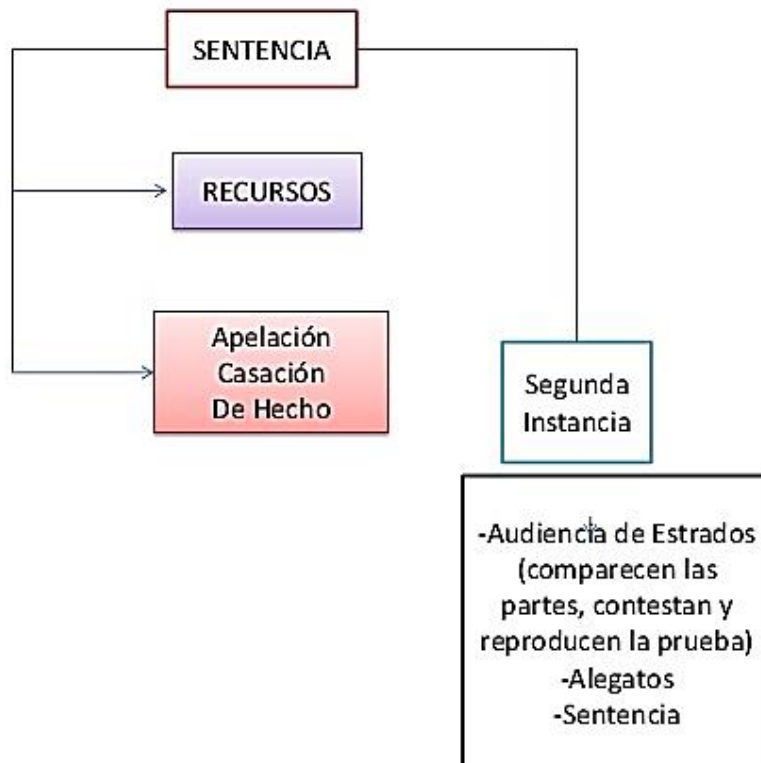 SENTENCIA
RECURSOS
Apelación
Casación
De Hecho
Segunda
Instancia
-Audiencia de Estrados
(comparecen las
partes, contestan y
reproducen la prueba)
-Alegatos
-Sentencia